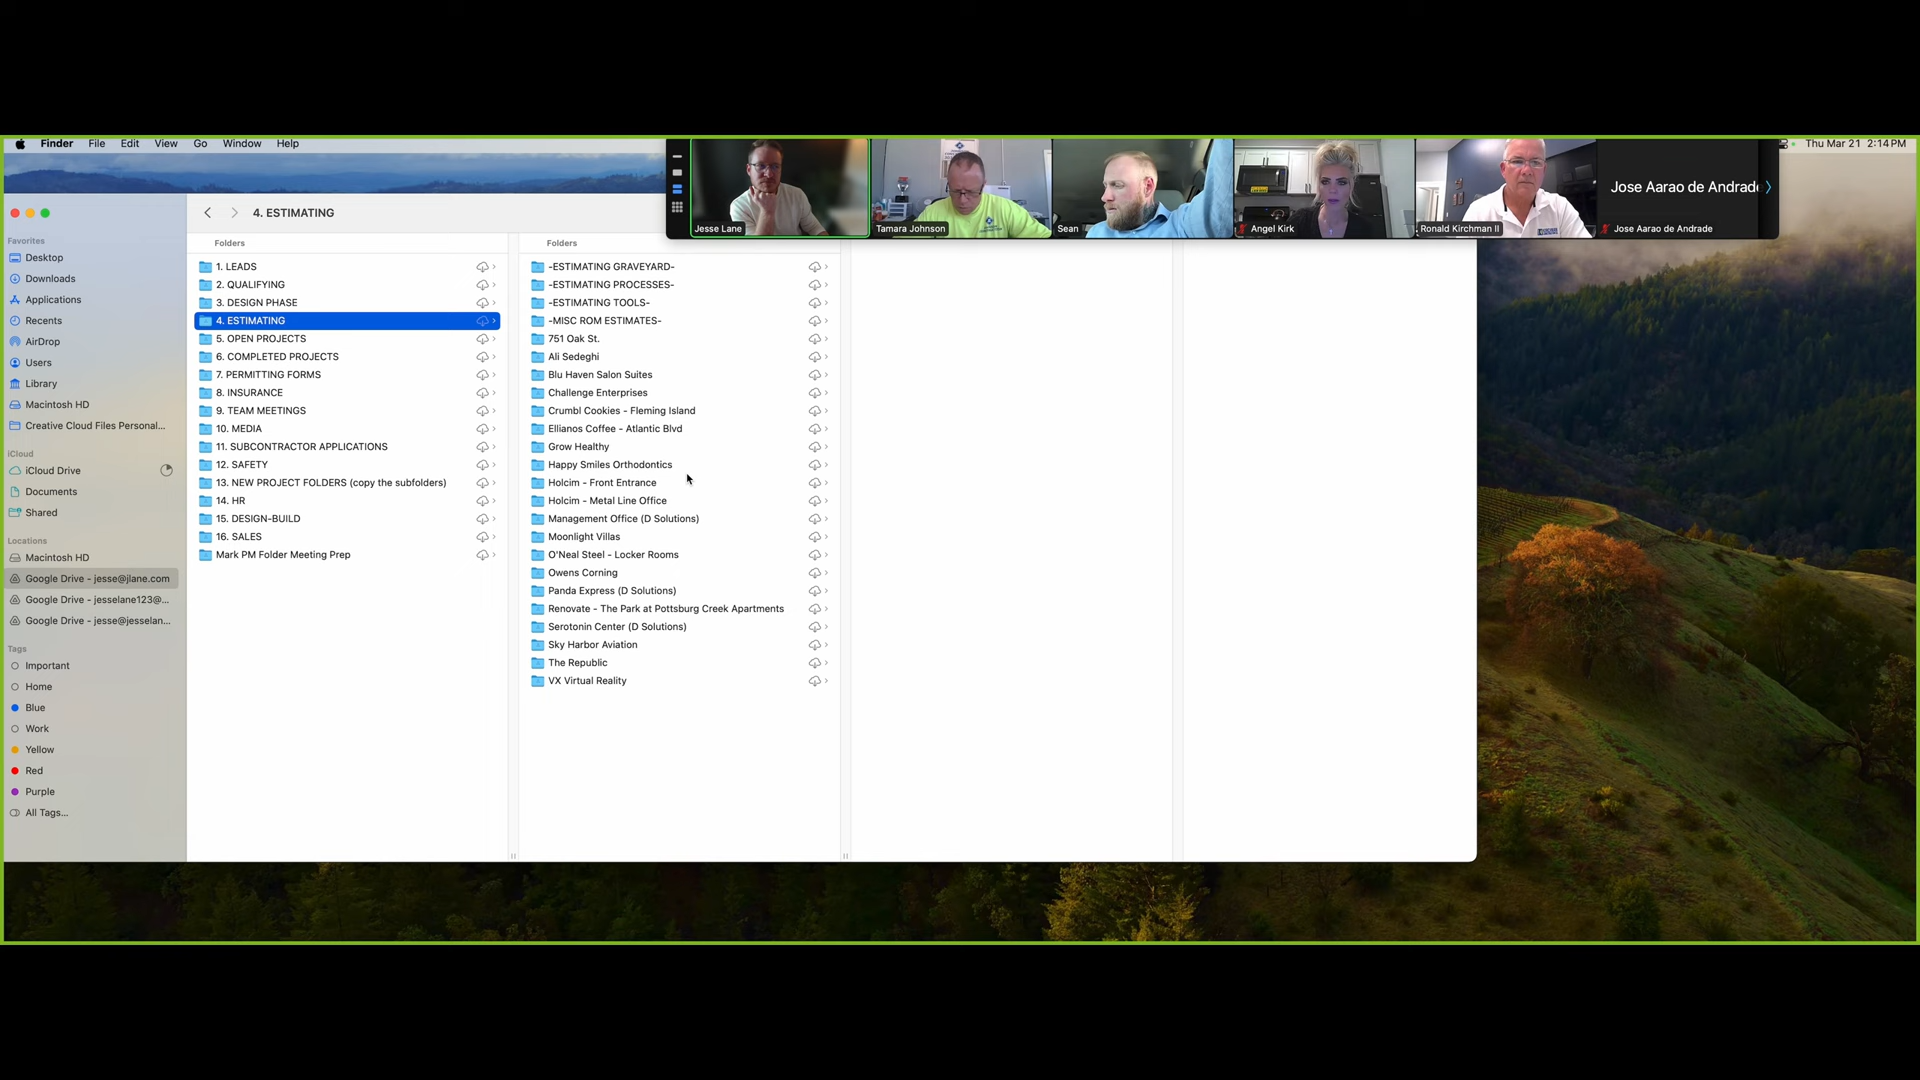 Finder File Edit View Go Window Help
Thu Mar 21 2:14 PM
Jesse Lane
Tamara Johnson
Sean
Angel Kirk
Ronald Kirchman II
Jose Aarao de Andrade
Jose Aarao de Andrade
4. ESTIMATING
Favorites
Desktop
Downloads
Applications
Recents
AirDrop
Users
Library
Macintosh HD
Creative Cloud Files Personal...
iCloud
iCloud Drive
Documents
Shared
Locations
Macintosh HD
Google Drive - jesse@jlane.com
Google Drive - jesselane123@...
Google Drive - jesse@jesselan...
Tags
Important
Home
Blue
Work
Yellow
Red
Purple
All Tags...
Folders
1. LEADS
2. QUALIFYING
3. DESIGN PHASE
4. ESTIMATING
5. OPEN PROJECTS
6. COMPLETED PROJECTS
7. PERMITTING FORMS
8. INSURANCE
9. TEAM MEETINGS
10. MEDIA
11. SUBCONTRACTOR APPLICATIONS
12. SAFETY
13. NEW PROJECT FOLDERS (copy the subfolders)
14. HR
15. DESIGN-BUILD
16. SALES
Mark PM Folder Meeting Prep
Folders
-ESTIMATING GRAVEYARD-
-ESTIMATING PROCESSES-
-ESTIMATING TOOLS-
-MISC ROM ESTIMATES-
751 Oak St.
Ali Sedeghi
Blu Haven Salon Suites
Challenge Enterprises
Crumbl Cookies - Fleming Island
Ellianos Coffee - Atlantic Blvd
Grow Healthy
Happy Smiles Orthodontics
Holcim - Front Entrance
Holcim - Metal Line Office
Management Office (D Solutions)
Moonlight Villas
O'Neal Steel - Locker Rooms
Owens Corning
Panda Express (D Solutions)
Renovate - The Park at Pottsburg Creek Apartments
Serotonin Center (D Solutions)
Sky Harbor Aviation
The Republic
VX Virtual Reality